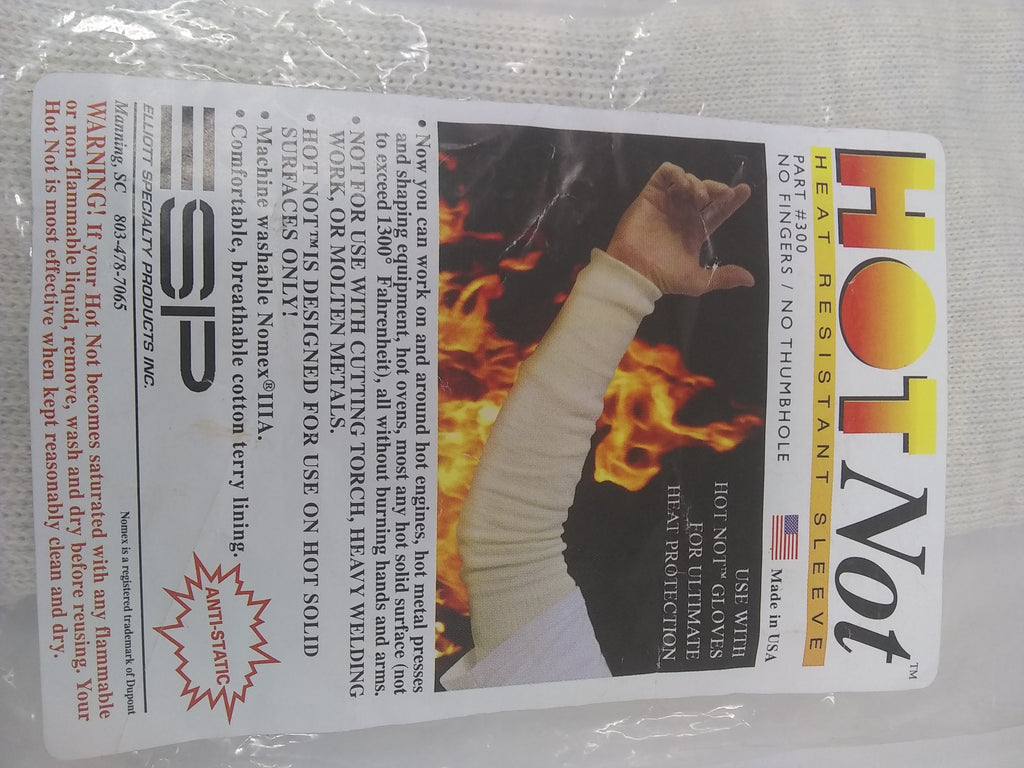 HOT Not™
HEAT RESISTANT SLEEVE
PART #300
NO FINGERS / NO THUMBHOLE
Made in USA
USE WITH
HOT NOT™ GLOVES
FOR ULTIMATE
HEAT PROTECTION
• Now you can work on and around hot engines, hot metal presses
and shaping equipment, hot ovens, most any hot solid surface (not
to exceed 1300° Fahrenheit), all without burning hands and arms.
• NOT FOR USE WITH CUTTING TORCH, HEAVY WELDING
WORK, OR MOLTEN METALS.
• HOT NOT™ IS DESIGNED FOR USE ON HOT SOLID
SURFACES ONLY!
• Machine washable Nomex®IIIA.
• Comfortable, breathable cotton terry lining.
ANTI-STATIC
ESP
ELLIOTT SPECIALTY PRODUCTS INC.
Manning, SC 803-478-7065
Nomex is a registered trademark of Dupont
WARNING! If your Hot Not becomes saturated with any flammable
or non-flammable liquid, remove, wash and dry before reusing. Your
Hot Not is most effective when kept reasonably clean and dry.